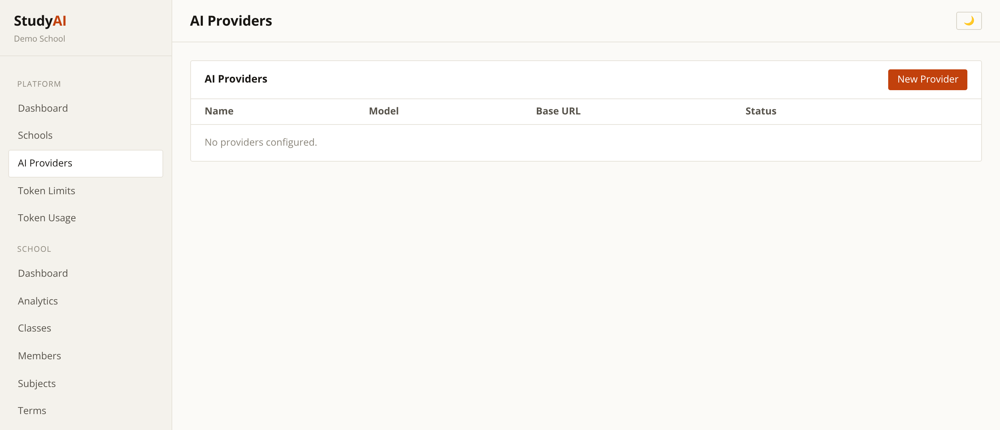 StudyAI
Demo School
PLATFORM
Dashboard
Schools
AI Providers
Token Limits
Token Usage
SCHOOL
Dashboard
Analytics
Classes
Members
Subjects
Terms
AI Providers
AI Providers
New Provider
Name Model Base URL Status
No providers configured.